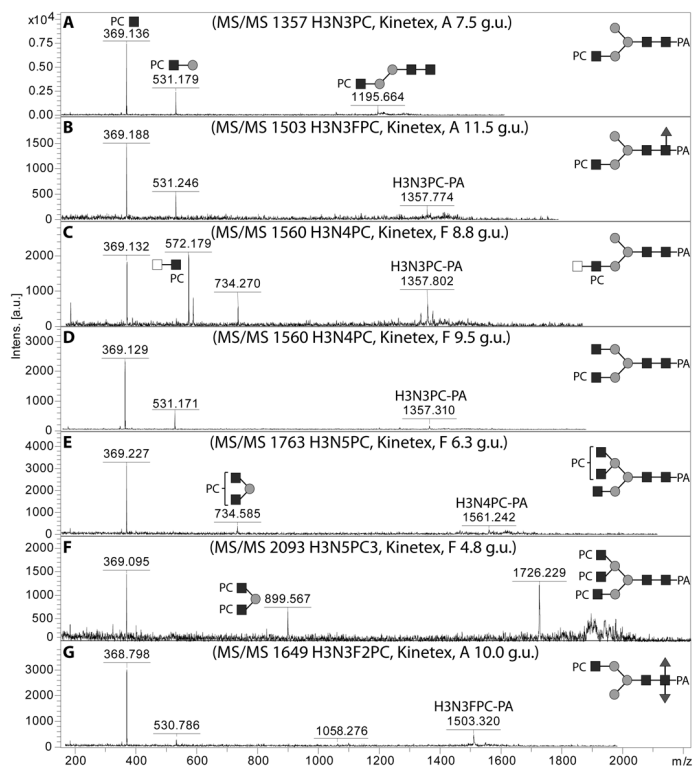 x10⁴
A
(MS/MS 1357 H3N3PC, Kinetex, A 7.5 g.u.)
PC
369.136
0.75
PC
531.179
0.50
PC
1195.664
0.25
0.00
PC
PA
B
(MS/MS 1503 H3N3FPC, Kinetex, A 11.5 g.u.)
1500
369.188
1000
531.246
H3N3PC-PA
1357.774
500
0
PC
PA
C
(MS/MS 1560 H3N4PC, Kinetex, F 8.8 g.u.)
369.132
572.179
2000
PC
734.270
H3N3PC-PA
1357.802
1000
0
PC
PA
Intens. [a.u.]
D
(MS/MS 1560 H3N4PC, Kinetex, F 9.5 g.u.)
3000
369.129
2000
531.171
H3N3PC-PA
1357.310
1000
0
PC
PA
E
(MS/MS 1763 H3N5PC, Kinetex, F 6.3 g.u.)
4000
369.227
3000
PC
2000
734.585
H3N4PC-PA
1561.242
1000
0
PC
PA
F
(MS/MS 2093 H3N5PC3, Kinetex, F 4.8 g.u.)
2000
369.095
1500
PC
PC
899.567
1726.229
1000
500
0
PC
PC
PC
PA
G
(MS/MS 1649 H3N3F2PC, Kinetex, A 10.0 g.u.)
368.798
3000
2000
530.786
1058.276
H3N3FPC-PA
1503.320
1000
0
PC
PA
200 400 600 800 1000 1200 1400 1600 1800 2000 m/z